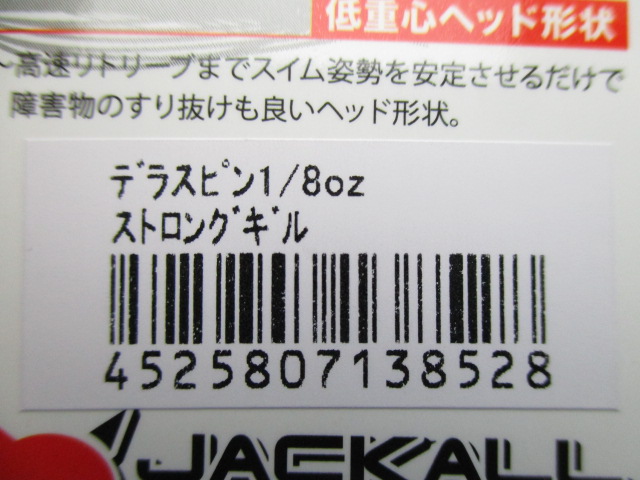 低重心ヘッド形状
～高速リトリーブまでスイム姿勢を安定させるだけで
障害物のすり抜けも良いヘッド形状。
デラスピン1/8oz
ストロングギル
4525807138528
JACKALL